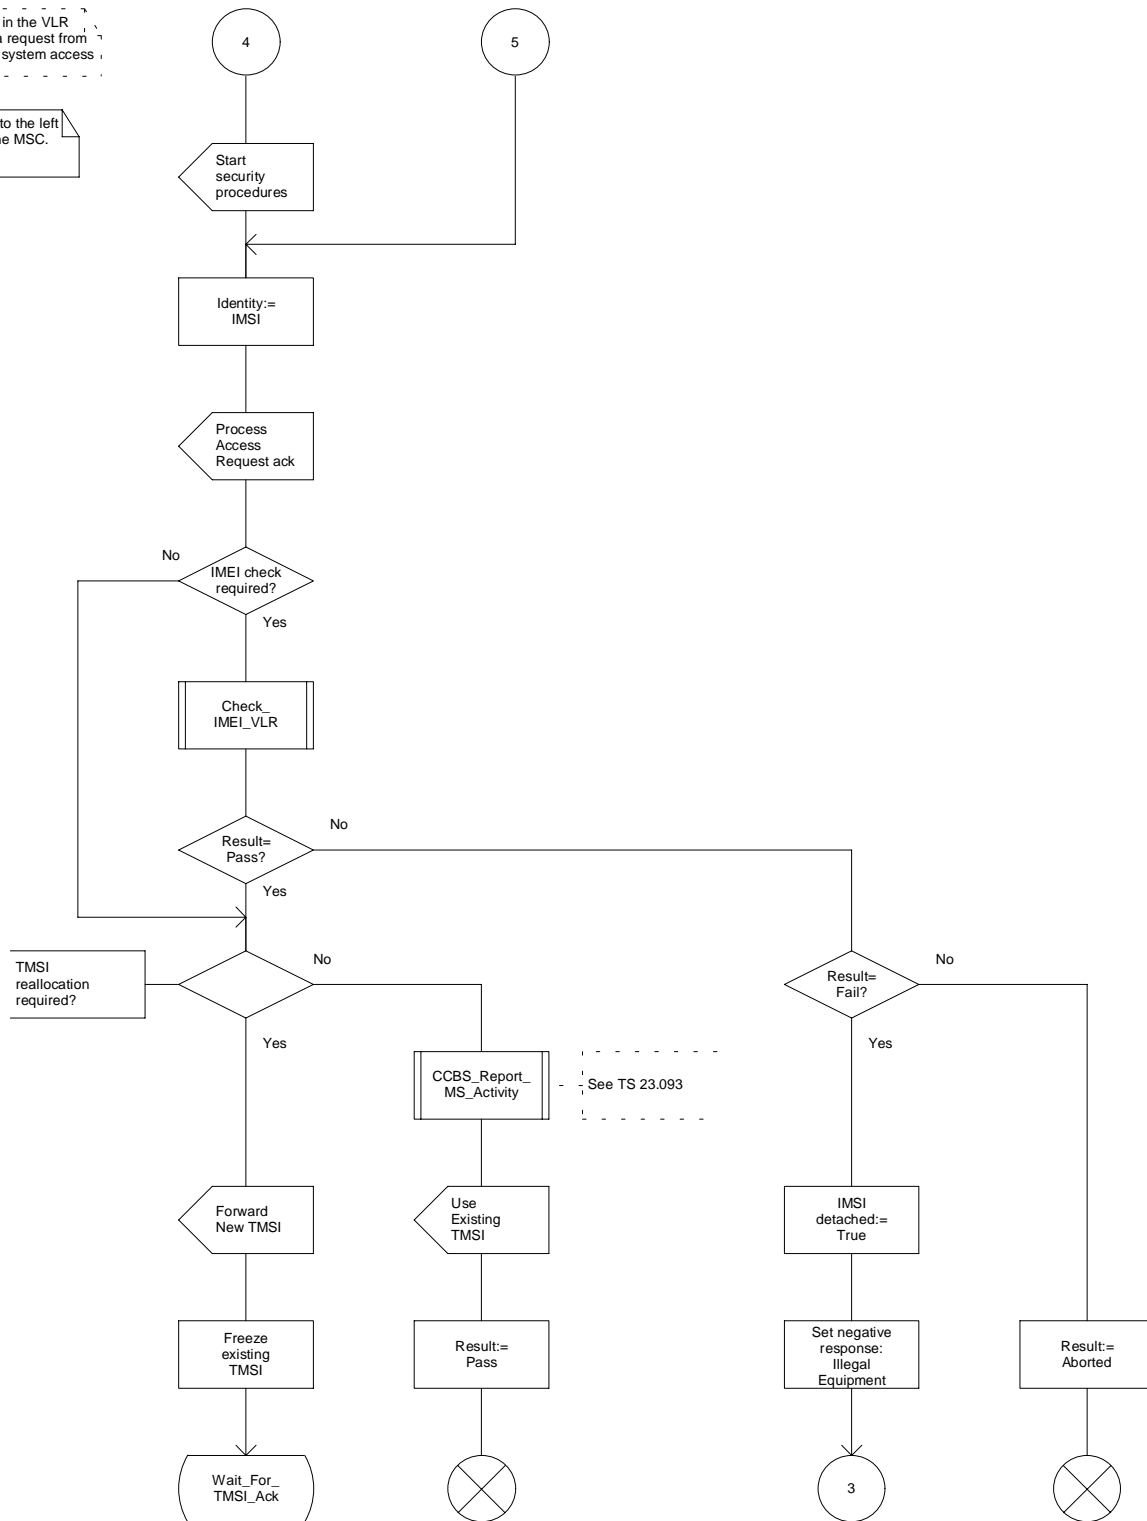 in the VLR
a request from
system access
4
5
to the left
e MSC.
Start
security
procedures
Identity:=
IMSI
Process
Access
Request ack
No
IMEI check
required?
Yes
Check_
IMEI_VLR
No
Result=
Pass?
Yes
TMSI
reallocation
required?
No
Yes
Result=
Fail?
No
Yes
CCBS_Report_
MS_Activity
See TS 23.093
Forward
New TMSI
Use
Existing
TMSI
IMSI
detached:=
True
Freeze
existing
TMSI
Result:=
Pass
Set negative
response:
Illegal
Equipment
Result:=
Aborted
Wait_For_
TMSI_Ack
3